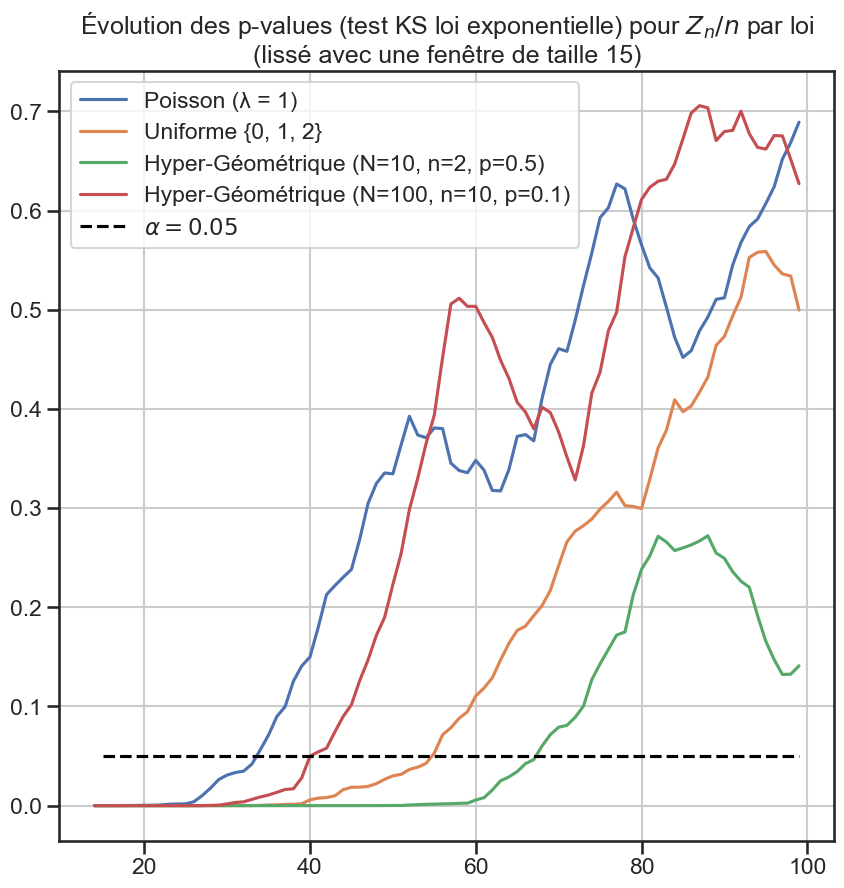 Évolution des p-values (test KS loi exponentielle) pour $Z_n/n$ par loi
(lissé avec une fenêtre de taille 15)
Poisson (λ = 1)
Uniforme {0, 1, 2}
Hyper-Géométrique (N=10, n=2, p=0.5)
Hyper-Géométrique (N=100, n=10, p=0.1)
α = 0.05
0.7
0.6
0.5
0.4
0.3
0.2
0.1
0.0
20 40 60 80 100